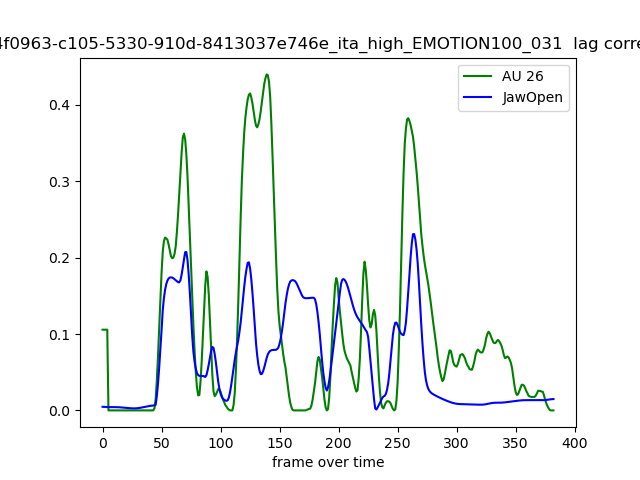 4f0963-c105-5330-910d-8413037e746e_ita_high_EMOTION100_031 lag corre
AU 26
JawOpen
0.4
0.3
0.2
0.1
0.0
0 50 100 150 200 250 300 350 400
frame over time